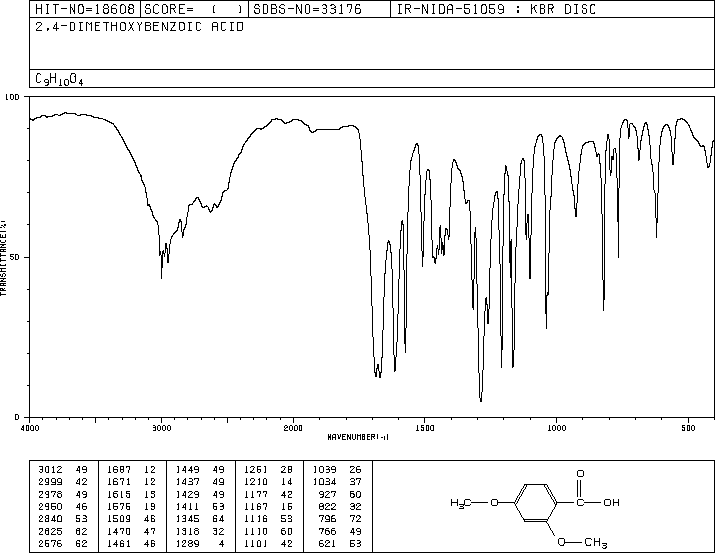 HIT-NO=18608 SCORE= ( ) SDBS-NO=33176 IR-NIDA-51059 : KBR DISC
2,4-DIMETHOXYBENZOIC ACID
C9H10O4
100
50
0
TRANSMITTANCE(%)
4000 3000 2000 1500 1000 500
WAVENUMBER(-1)
3012 49 1687 12 1449 49 1261 28 1039 26
2999 42 1671 12 1437 49 1210 14 1034 37
2978 49 1615 13 1429 49 1177 42 927 60
2950 46 1576 19 1411 53 1167 15 822 32
2840 53 1509 46 1345 64 1116 53 796 72
2625 62 1470 47 1318 32 1110 60 766 49
2576 62 1461 46 1289 4 1101 42 621 53
O
H3C O OH
O CH3